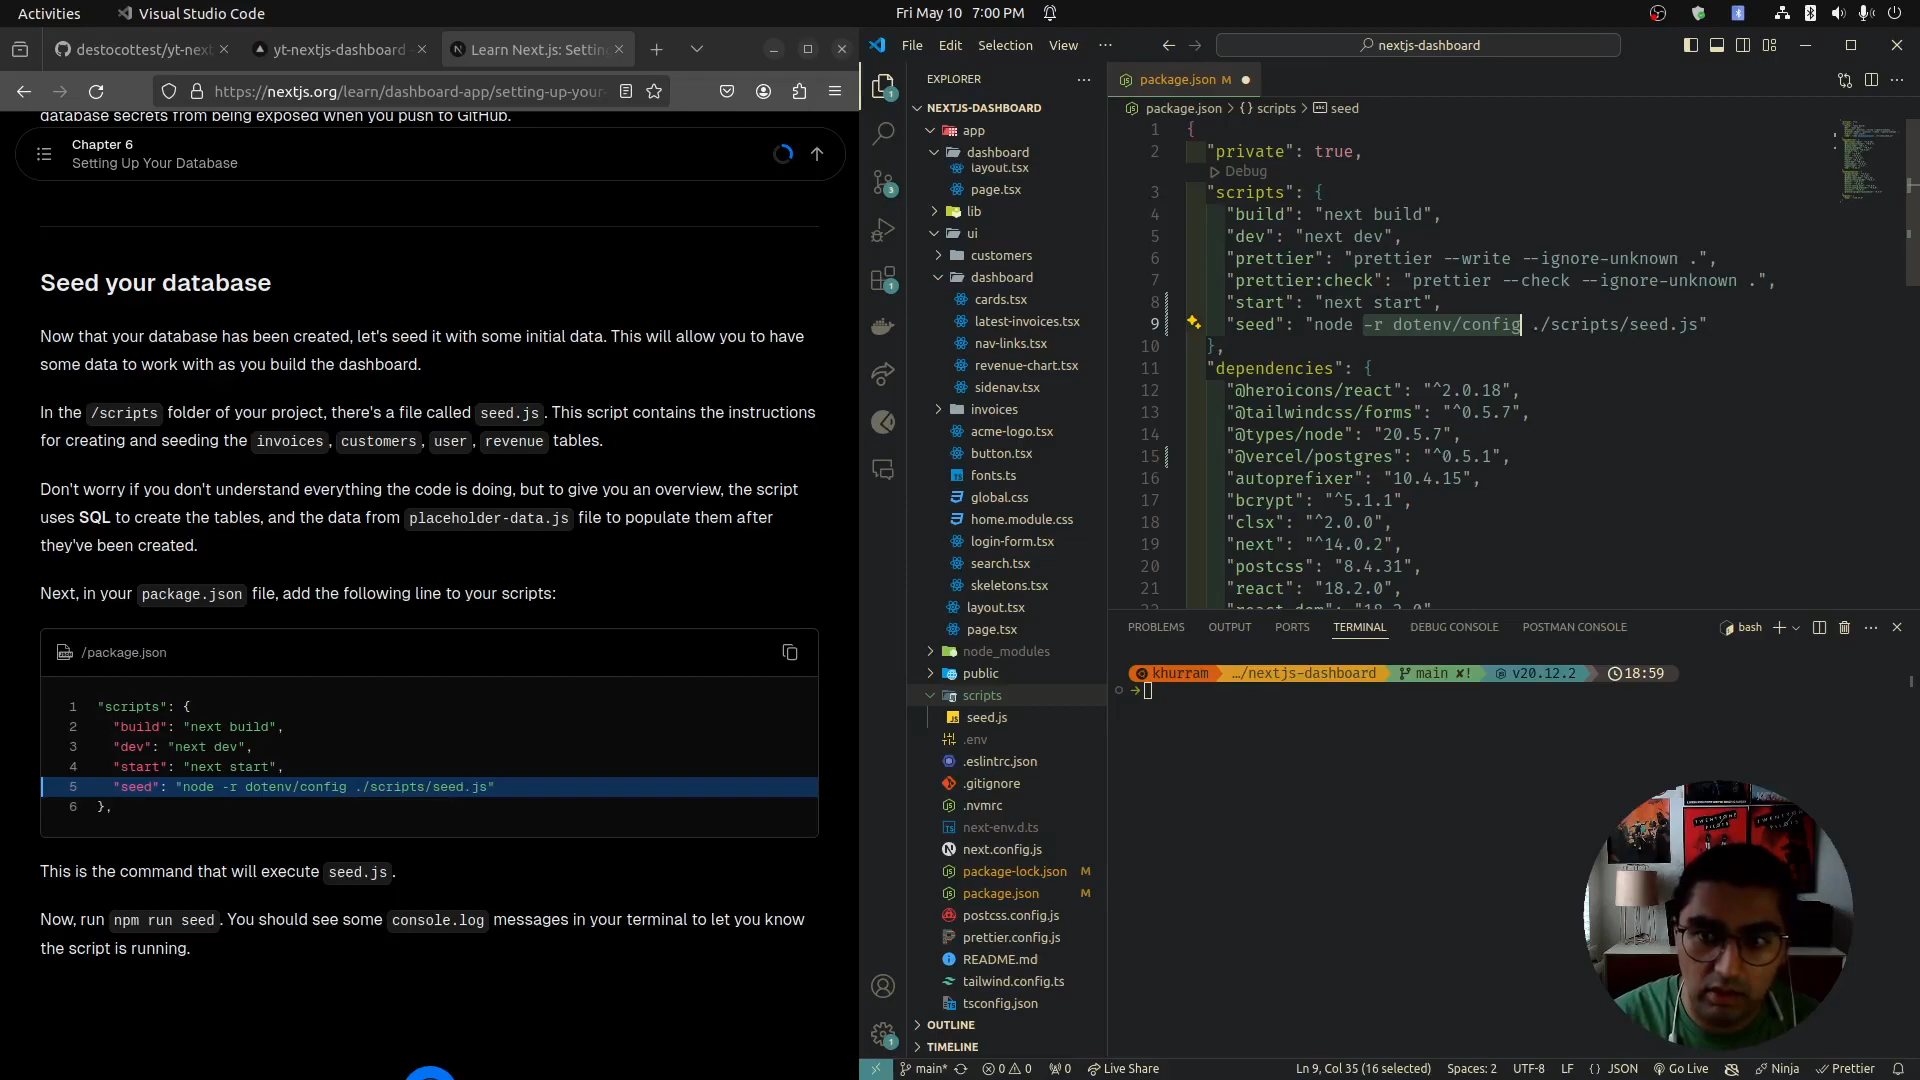 Activities
Visual Studio Code
Fri May 10 7:00 PM
destocottest/yt-next
yt-nextjs-dashboard
Learn Next.js: Setting
https://nextjs.org/learn/dashboard-app/setting-up-your-
database secrets from being exposed when you push to GitHub.
Chapter 6
Setting Up Your Database
Seed your database
Now that your database has been created, let's seed it with some initial data. This will allow you to have
some data to work with as you build the dashboard.
In the /scripts folder of your project, there's a file called seed.js. This script contains the instructions
for creating and seeding the invoices, customers, user, revenue tables.
Don't worry if you don't understand everything the code is doing, but to give you an overview, the script
uses SQL to create the tables, and the data from placeholder-data.js file to populate them after
they've been created.
Next, in your package.json file, add the following line to your scripts:
/package.json
1 "scripts": {
2 "build": "next build",
3 "dev": "next dev",
4 "start": "next start",
5 "seed": "node -r dotenv/config ./scripts/seed.js"
6 },
This is the command that will execute seed.js.
Now, run npm run seed. You should see some console.log messages in your terminal to let you know
the script is running.
File Edit Selection View ···
nextjs-dashboard
EXPLORER
NEXTJS-DASHBOARD
app
dashboard
layout.tsx
page.tsx
lib
ui
customers
dashboard
cards.tsx
latest-invoices.tsx
nav-links.tsx
revenue-chart.tsx
sidenav.tsx
invoices
acme-logo.tsx
button.tsx
fonts.ts
global.css
home.module.css
login-form.tsx
search.tsx
skeletons.tsx
layout.tsx
page.tsx
node_modules
public
scripts
seed.js
.env
.eslintrc.json
.gitignore
.nvmrc
next-env.d.ts
next.config.js
package-lock.json M
package.json M
postcss.config.js
prettier.config.js
README.md
tailwind.config.ts
tsconfig.json
OUTLINE
TIMELINE
1
3
1
1
package.json M
package.json > {} scripts > seed
1 {
2 "private": true,
Debug
3 "scripts": {
4 "build": "next build",
5 "dev": "next dev",
6 "prettier": "prettier --write --ignore-unknown .",
7 "prettier:check": "prettier --check --ignore-unknown .",
8 "start": "next start",
9 "seed": "node -r dotenv/config ./scripts/seed.js"
10 },
11 "dependencies": {
12 "@heroicons/react": "^2.0.18",
13 "@tailwindcss/forms": "^0.5.7",
14 "@types/node": "20.5.7",
15 "@vercel/postgres": "^0.5.1",
16 "autoprefixer": "10.4.15",
17 "bcrypt": "^5.1.1",
18 "clsx": "^2.0.0",
19 "next": "^14.0.2",
20 "postcss": "8.4.31",
21 "react": "18.2.0",
22 "react-dom": "18.2.0"
PROBLEMS OUTPUT PORTS TERMINAL DEBUG CONSOLE POSTMAN CONSOLE
bash
khurram …/nextjs-dashboard main ✘! v20.12.2 18:59
main* 0 0 0 Live Share
Ln 9, Col 35 (16 selected) Spaces: 2 UTF-8 LF {} JSON Go Live Ninja Prettier